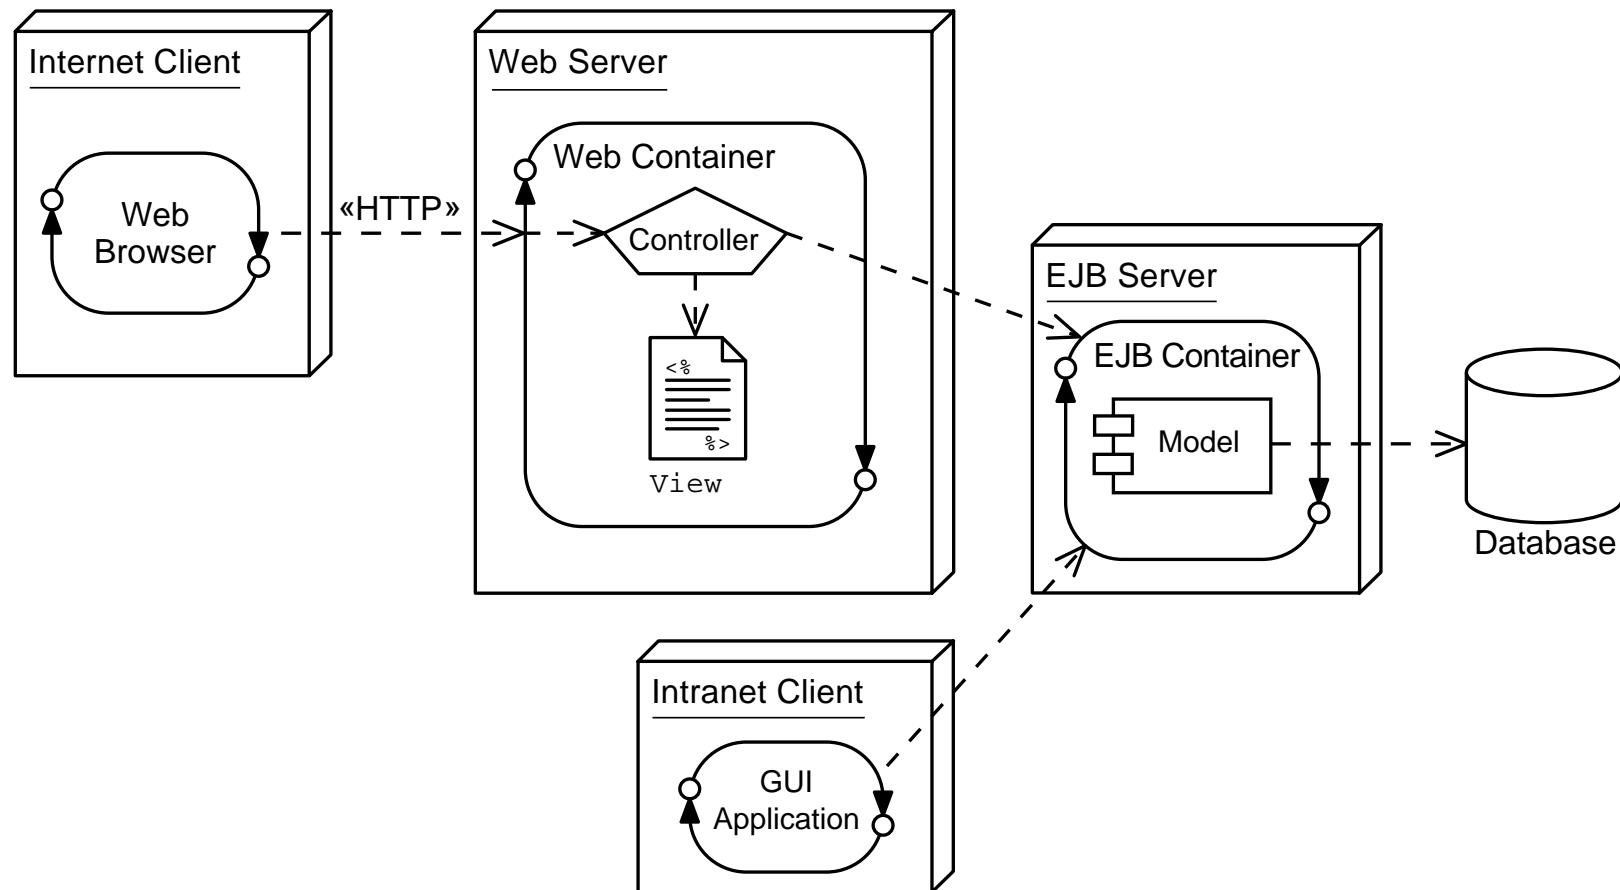 Internet Client
Web
Browser
«HTTP»
Web Server
Web Container
Controller
<%
%>
View
EJB Server
EJB Container
Model
Database
Intranet Client
GUI
Application